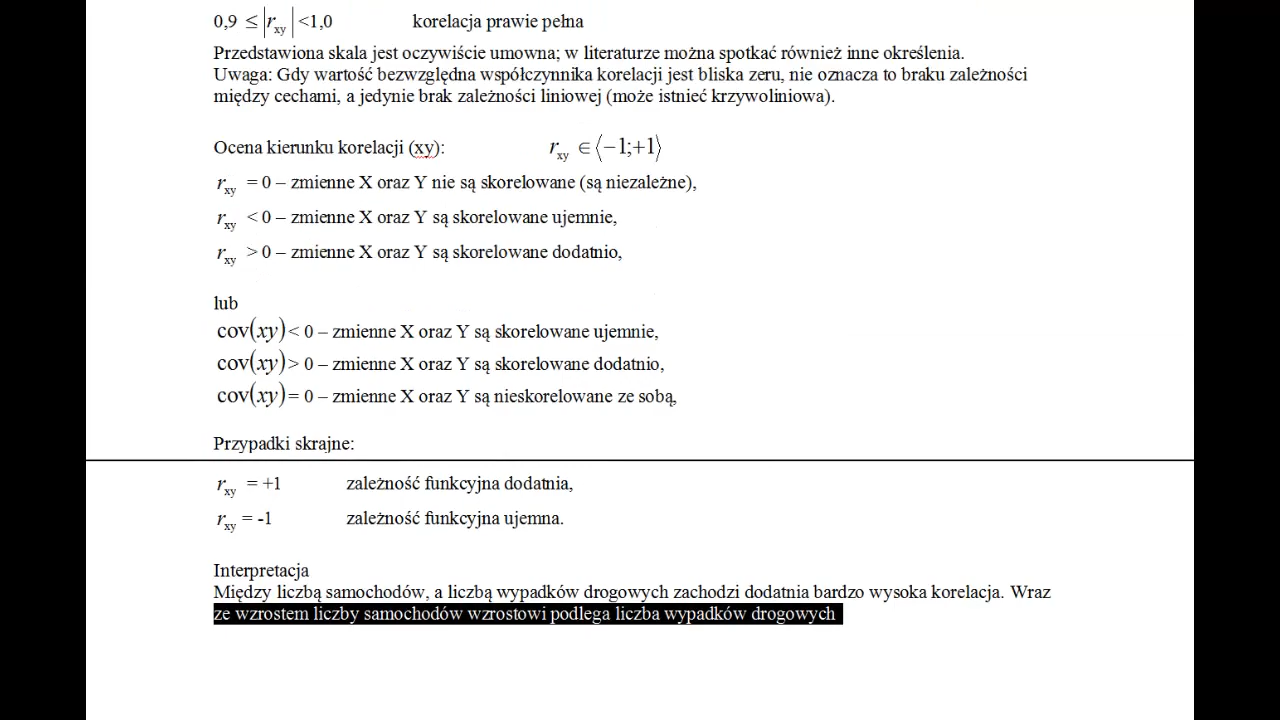 0,9 ≤ |rxy| <1,0 korelacja prawie pełna
Przedstawiona skala jest oczywiście umowna; w literaturze można spotkać również inne określenia.
Uwaga: Gdy wartość bezwzględna współczynnika korelacji jest bliska zeru, nie oznacza to braku zależności
między cechami, a jedynie brak zależności liniowej (może istnieć krzywoliniowa).
Ocena kierunku korelacji (xy): rxy ∈ ⟨−1;+1⟩
rxy = 0 – zmienne X oraz Y nie są skorelowane (są niezależne),
rxy < 0 – zmienne X oraz Y są skorelowane ujemnie,
rxy > 0 – zmienne X oraz Y są skorelowane dodatnio,
lub
cov(xy) < 0 – zmienne X oraz Y są skorelowane ujemnie,
cov(xy) > 0 – zmienne X oraz Y są skorelowane dodatnio,
cov(xy) = 0 – zmienne X oraz Y są nieskorelowane ze sobą,
Przypadki skrajne:
rxy = +1 zależność funkcyjna dodatnia,
rxy = -1 zależność funkcyjna ujemna.
Interpretacja
Między liczbą samochodów, a liczbą wypadków drogowych zachodzi dodatnia bardzo wysoka korelacja. Wraz
ze wzrostem liczby samochodów wzrostowi podlega liczba wypadków drogowych